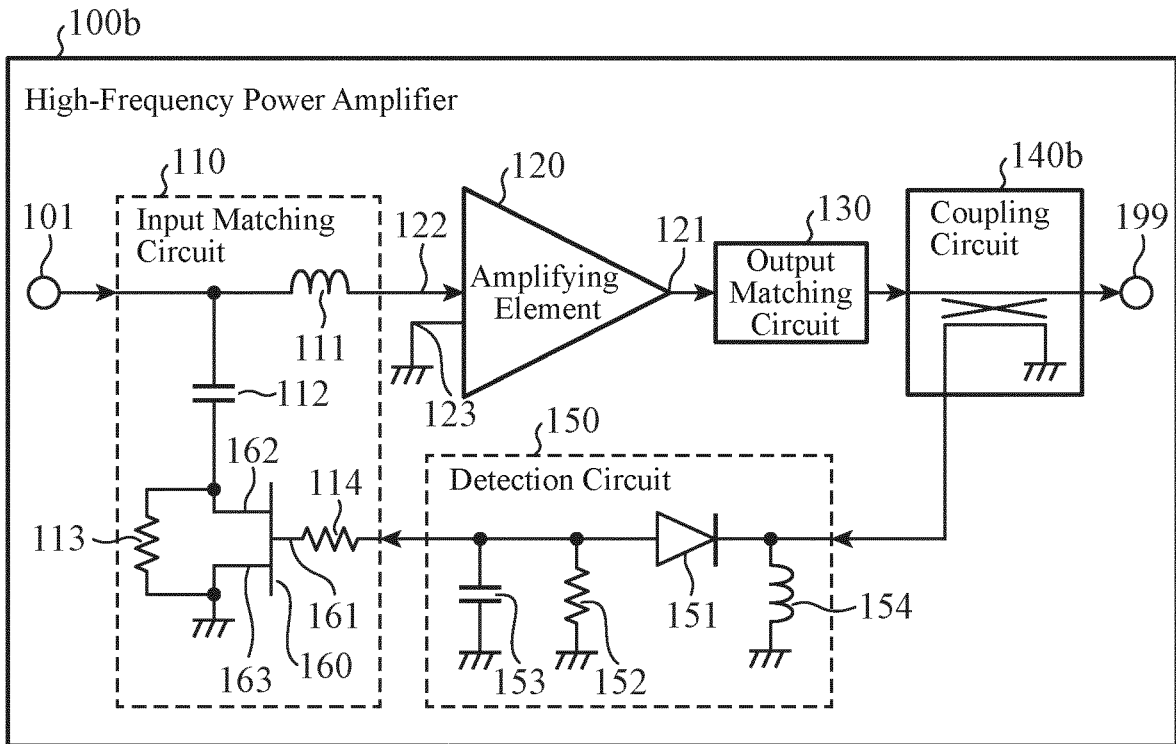 100b
High-Frequency Power Amplifier
110
120
140b
101
Input Matching
Circuit
122
121
130
Coupling
Circuit
199
Amplifying
Element
Output
Matching
Circuit
111
112
123
150
162
114
Detection Circuit
113
161
151
154
163
160
153
152